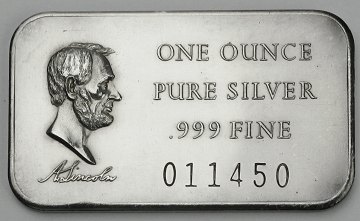 ONE OUNCE
PURE SILVER
.999 FINE
011450
A. Lincoln